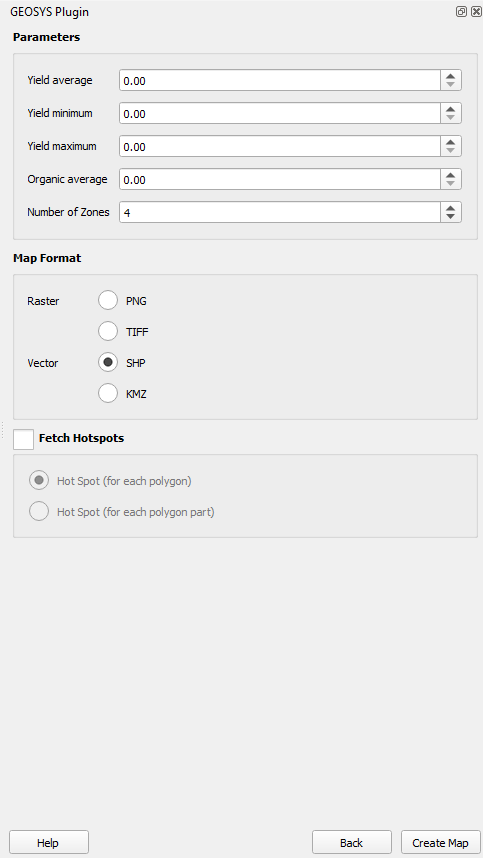 GEOSYS Plugin
Parameters
Yield average 0.00
Yield minimum 0.00
Yield maximum 0.00
Organic average 0.00
Number of Zones 4
Map Format
Raster PNG
TIFF
Vector SHP
KMZ
Fetch Hotspots
Hot Spot (for each polygon)
Hot Spot (for each polygon part)
Help Back Create Map